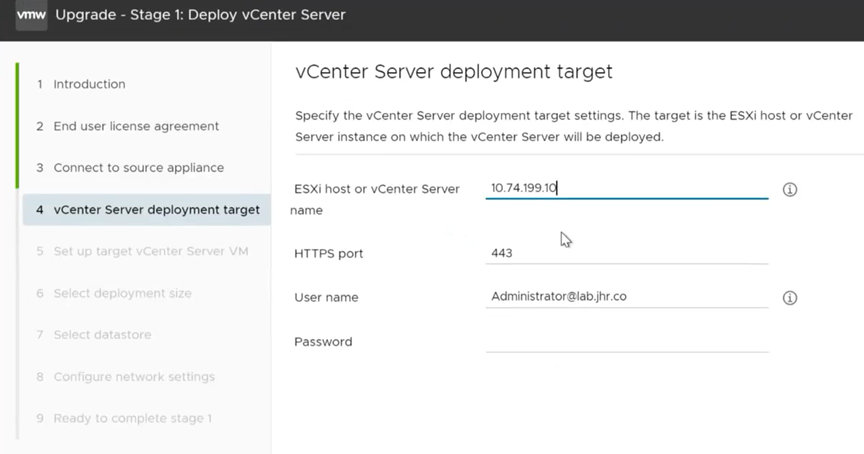 vmw Upgrade - Stage 1: Deploy vCenter Server
1 Introduction
2 End user license agreement
3 Connect to source appliance
4 vCenter Server deployment target
5 Set up target vCenter Server VM
6 Select deployment size
7 Select datastore
8 Configure network settings
9 Ready to complete stage 1
vCenter Server deployment target
Specify the vCenter Server deployment target settings. The target is the ESXi host or vCenter
Server instance on which the vCenter Server will be deployed.
ESXi host or vCenter Server 10.74.199.10
name
HTTPS port 443
User name Administrator@lab.jhr.co
Password